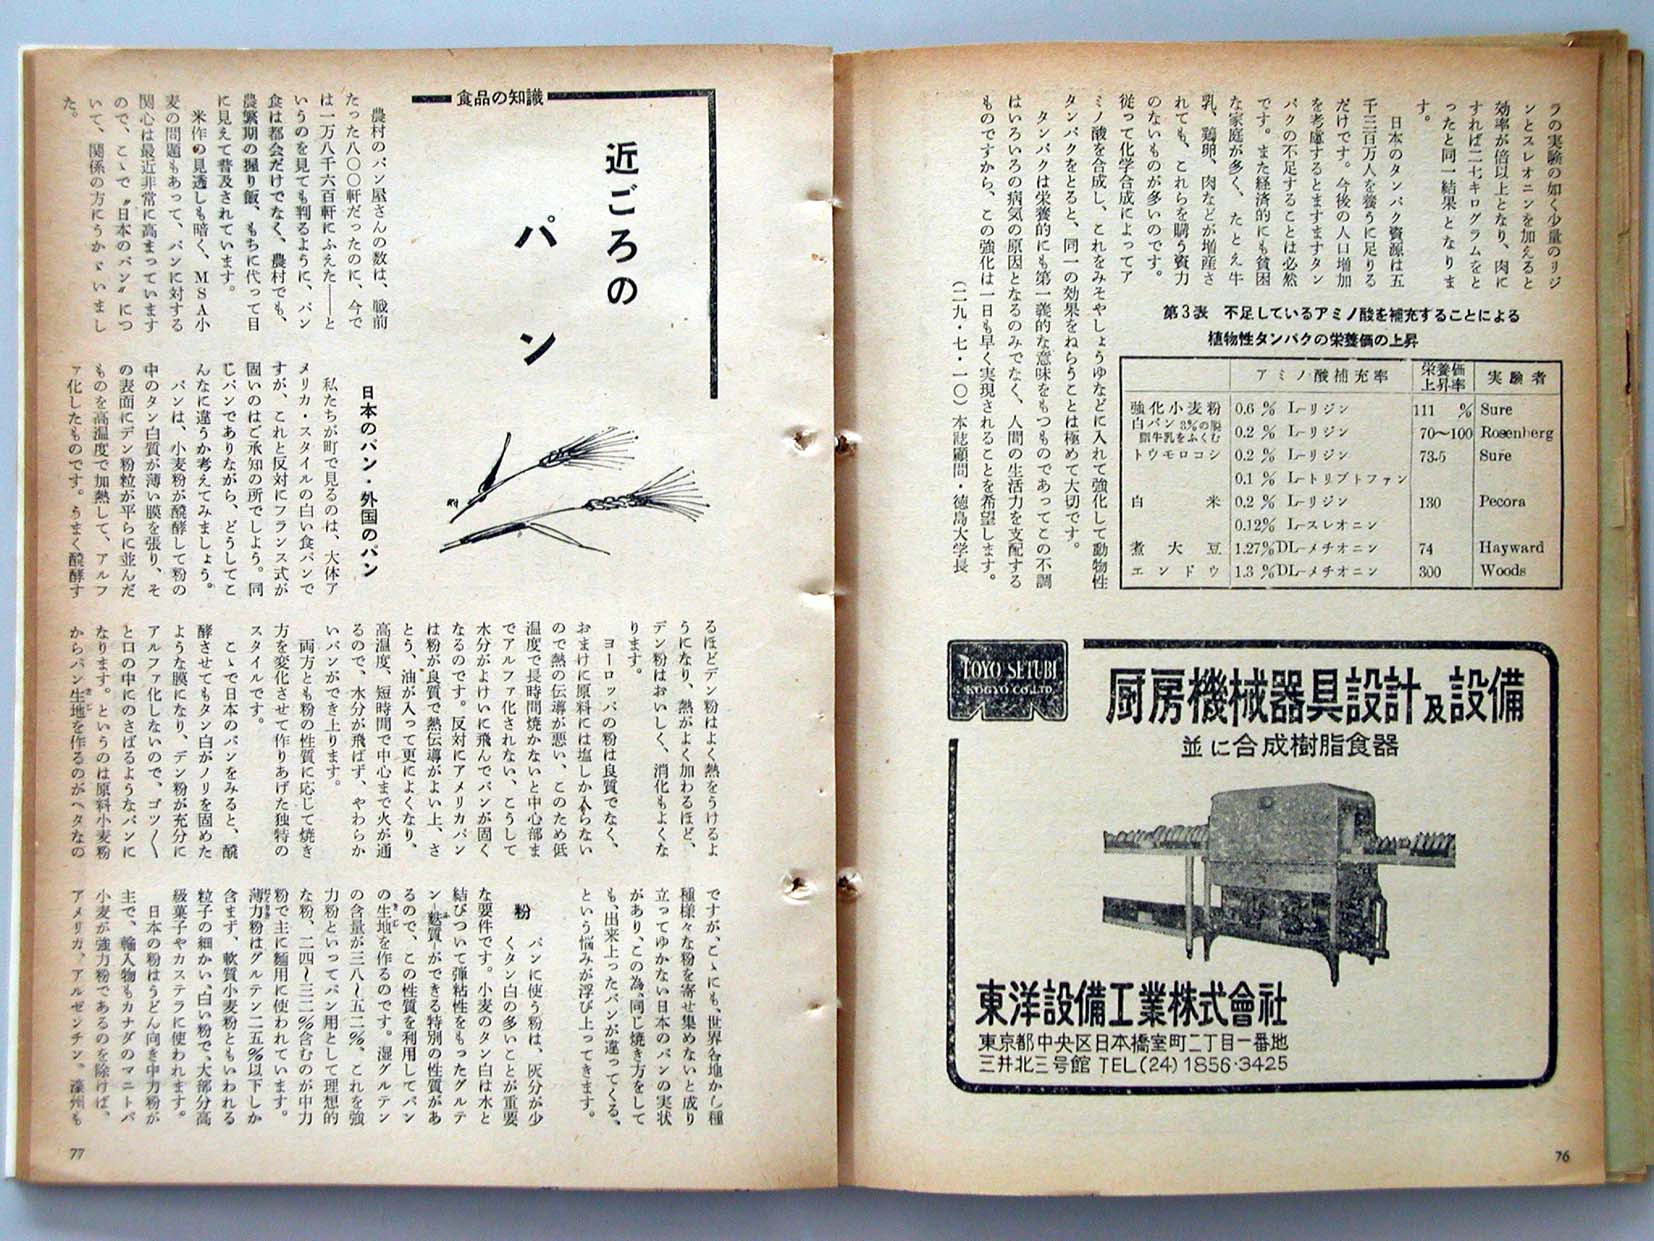 ラの実験の如く少量のリジ
ンとスレオニンを加えると
効率が倍以上となり、肉に
すれば二七キログラムをと
ったと同一結果となりま
す。
日本のタンパク資源は五
千三百万人を養うに足りる
だけです。今後の人口増加
を考慮するとますますタン
パクの不足することは必然
です。また経済的にも貧困
な家庭が多く、たとえ牛
乳、鶏卵、肉などが増産さ
れても、これらを購う資力
のないものが多いのです。
従って化学合成によってア
ミノ酸を合成し、これをみそやしょうゆなどに入れて強化して動物性
タンパクをとると、同一の効果をねらうことは極めて大切です。
タンパクは栄養的にも第一義的な意味をもつものであってこの不調
はいろいろの病気の原因となるのみでなく、人間の生活力を支配する
ものですから、この強化は一日も早く実現されることを希望します。
(二九・七・一〇)本誌顧問・徳島大学長
第3表 不足しているアミノ酸を補充することによる
植物性タンパクの栄養価の上昇
アミノ酸補充率 栄養価上昇率 実験者
強化小麦粉 0.6 % L-リジン 111 % Sure
白パン 3%の脱脂牛乳をふくむ 0.2 % L-リジン 70~100 Rosenberg
トウモロコシ 0.2 % L-リジン 73.5 Sure
0.1 % L-トリプトファン
白米 0.2 % L-リジン 130 Pecora
0.12% L-スレオニン
煮大豆 1.27%DL-メチオニン 74 Hayward
エンドウ 1.3 %DL-メチオニン 300 Woods
TOYO SETUBI
KOGYO CO.LTD.
厨房機械器具設計及設備
並に合成樹脂食器
東洋設備工業株式會社
東京都中央区日本橋室町二丁目一番地
三井北三号館 TEL(24)1856・3425
76
食品の知識
近ごろの
パン
農村のパン屋さんの数は、戦前
たった八〇〇軒だったのに、今で
は一万八千六百軒にふえた――と
いうのを見ても判るように、パン
食は都会だけでなく、農村でも、
農繁期の握り飯、もちに代って目
に見えて普及されています。
米作の見透しも暗く、MSA小
麦の問題もあって、パンに対する
関心は最近非常に高まっています
ので、こゝで〝日本のパン〟につ
いて、関係の方にうかゞいまし
た。
日本のパン・外国のパン
私たちが町で見るのは、大体ア
メリカ・スタイルの白い食パンで
すが、これと反対にフランス式が
固いのはご承知の所でしよう。同
じパンでありながら、どうしてこ
んなに違うか考えてみましよう。
パンは、小麦粉が醗酵して粉の
中のタン白質が薄い膜を張り、そ
の表面にデン粉粒が平らに並んだ
ものを高温度で加熱して、アルフ
ァ化したものです。うまく醗酵す
るほどデン粉はよく熱をうけるよ
うになり、熱がよく加わるほど、
デン粉はおいしく、消化もよくな
ります。
ヨーロッパの粉は良質でなく、
おまけに原料には塩しか入らない
ので熱の伝導が悪い、このため低
温度で長時間焼かないと中心部ま
でアルファ化されない、こうして
水分がよけいに飛んでパンが固く
なるのです。反対にアメリカパン
は粉が良質で熱伝導がよい上、さ
とう、油が入って更によくなり、
高温度、短時間で中心まで火が通
るので、水分が飛ばず、やわらか
いパンができ上ります。
両方とも粉の性質に応じて焼き
方を変化させて作りあげた独特の
スタイルです。
こゝで日本のパンをみると、醗
酵させてもタン白がノリを固めた
ような膜になり、デン粉が充分に
アルファ化しないので、ゴツ〳〵
と口の中にのさばるようなパンに
なります。というのは原料小麦粉
からパン生地を作るのがヘタなの
ですが、こゝにも、世界各地から種
種様々な粉を寄せ集めないと成り
立ってゆかない日本のパンの実状
があり、この為、同じ焼き方をして
も、出来上ったパンが違ってくる、
という悩みが浮び上ってきます。
粉
パンに使う粉は、灰分が少
くタン白の多いことが重要
な要件です。小麦のタン白は水と
結びついて弾粘性をもったグルテ
ン-麩質-ができる特別の性質があ
るので、この性質を利用してパン
の生地を作るのです。湿グルテン
の含量が三八~五二%、これを強
力粉といってパン用として理想的
な粉、二四~三二%含むのが中力
粉で主に麺用に使われています。
薄力粉はグルテン二五%以下しか
含まず、軟質小麦粉ともいわれる
粒子の細かい、白い粉で、大部分高
級菓子やカステラに使われます。
日本の粉はうどん向き中力粉が
主で、輸入物もカナダのマニトバ
小麦が強力粉であるのを除けば、
アメリカ、アルゼンチン、濠州も
77